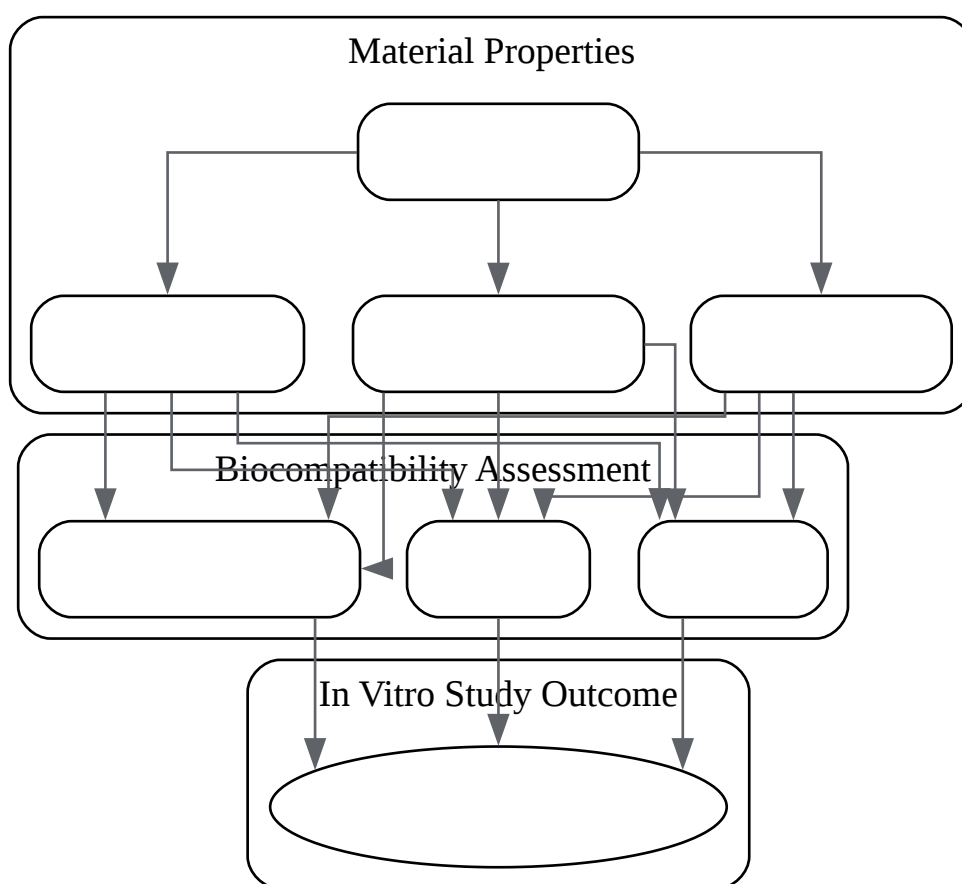 Material Properties
Biocompatibility Assessment
In Vitro Study Outcome